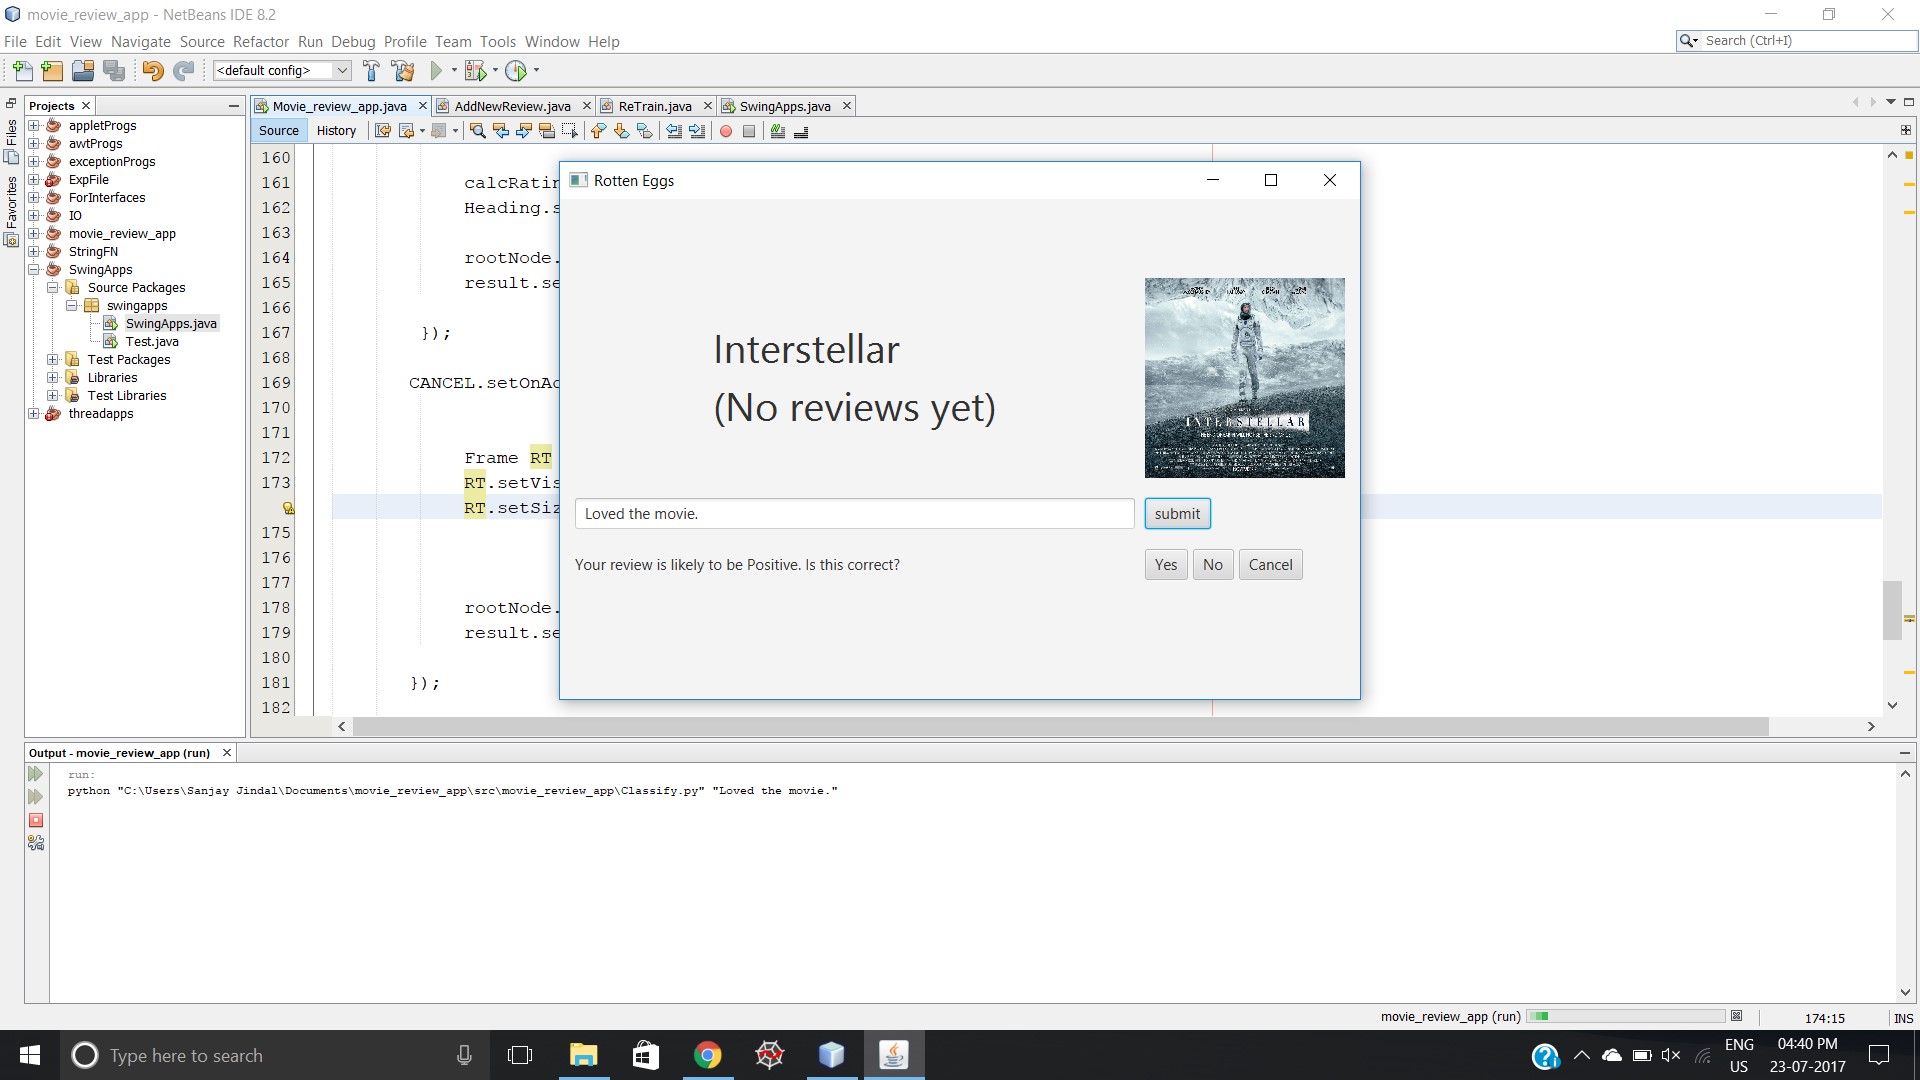 movie_review_app - NetBeans IDE 8.2
File Edit View Navigate Source Refactor Run Debug Profile Team Tools Window Help
Search (Ctrl+I)
<default config>
Files
Favorites
Projects
appletProgs
awtProgs
exceptionProgs
ExpFile
ForInterfaces
IO
movie_review_app
StringFN
SwingApps
Source Packages
swingapps
SwingApps.java
Test.java
Test Packages
Libraries
Test Libraries
threadapps
Movie_review_app.java AddNewReview.java ReTrain.java SwingApps.java
Source History
160
161 calcRatin
162 Heading.s
163
164 rootNode.
165 result.se
166
167 });
168
169 CANCEL.setOnAc
170
171
172 Frame RT
173 RT.setVis
RT.setSiz
175
176
177
178 rootNode.
179 result.se
180
181 });
182
Rotten Eggs
Interstellar
(No reviews yet)
INTERSTELLAR
Loved the movie.
submit
Your review is likely to be Positive. Is this correct?
Yes No Cancel
Output - movie_review_app (run)
run:
python "C:\Users\Sanjay Jindal\Documents\movie_review_app\src\movie_review_app\Classify.py" "Loved the movie."
movie_review_app (run)
174:15
INS
Type here to search
ENG
US
04:40 PM
23-07-2017